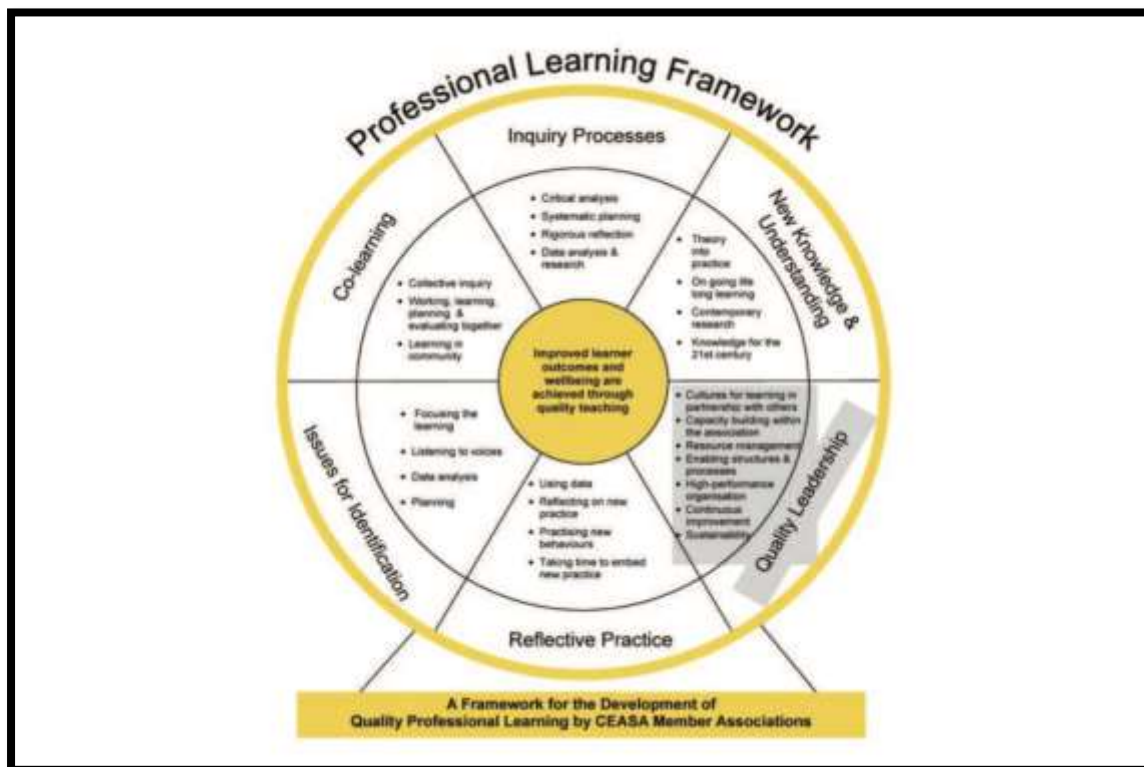 Professional Learning Framework
Inquiry Processes
• Critical analysis
• Systematic planning
• Rigorous reflection
• Data analysis &
research
New Knowledge &
Understanding
• Theory
into
practice
• On going life
long learning
• Contemporary
research
• Knowledge for the
21st century
Quality Leadership
• Cultures for learning in
partnership with others
• Capacity building within
the association
• Resource management
• Enabling structures &
processes
• High-performance
organisation
• Continuous
improvement
• Sustainability
Reflective Practice
• Using data
• Reflecting on new
practice
• Practising new
behaviours
• Taking time to embed
new practice
Issues for Identification
• Focusing the
learning
• Listening to voices
• Data analysis
• Planning
Co-learning
• Collective inquiry
• Working, learning,
planning &
evaluating together
• Learning in
community
Improved learner
outcomes and
wellbeing are
achieved through
quality teaching
A Framework for the Development of
Quality Professional Learning by CEASA Member Associations